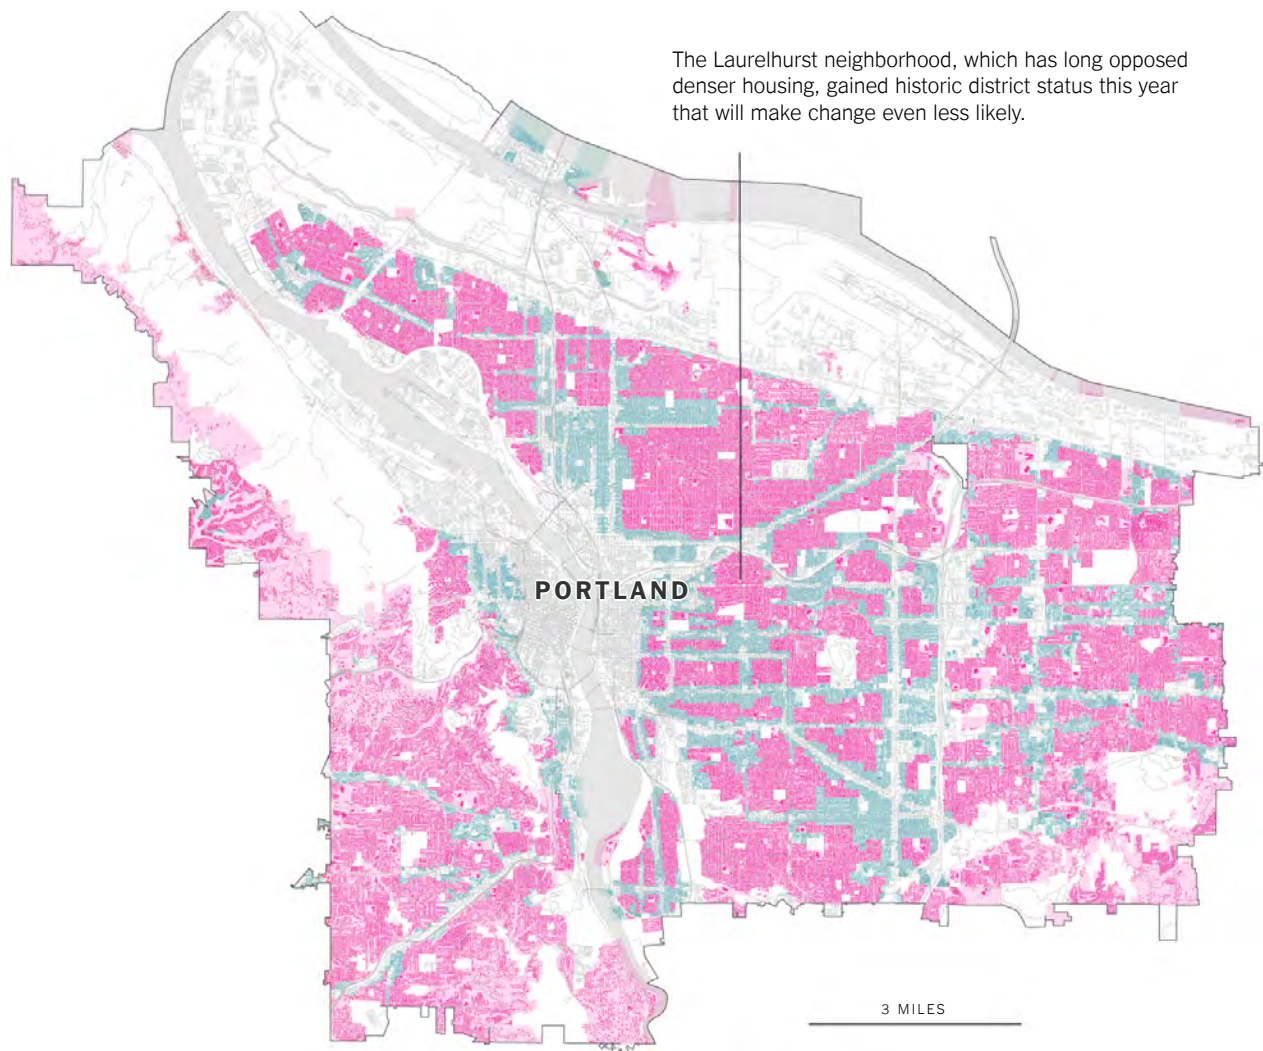 The Laurelhurst neighborhood, which has long opposed
denser housing, gained historic district status this year
that will make change even less likely.
PORTLAND
3 MILES